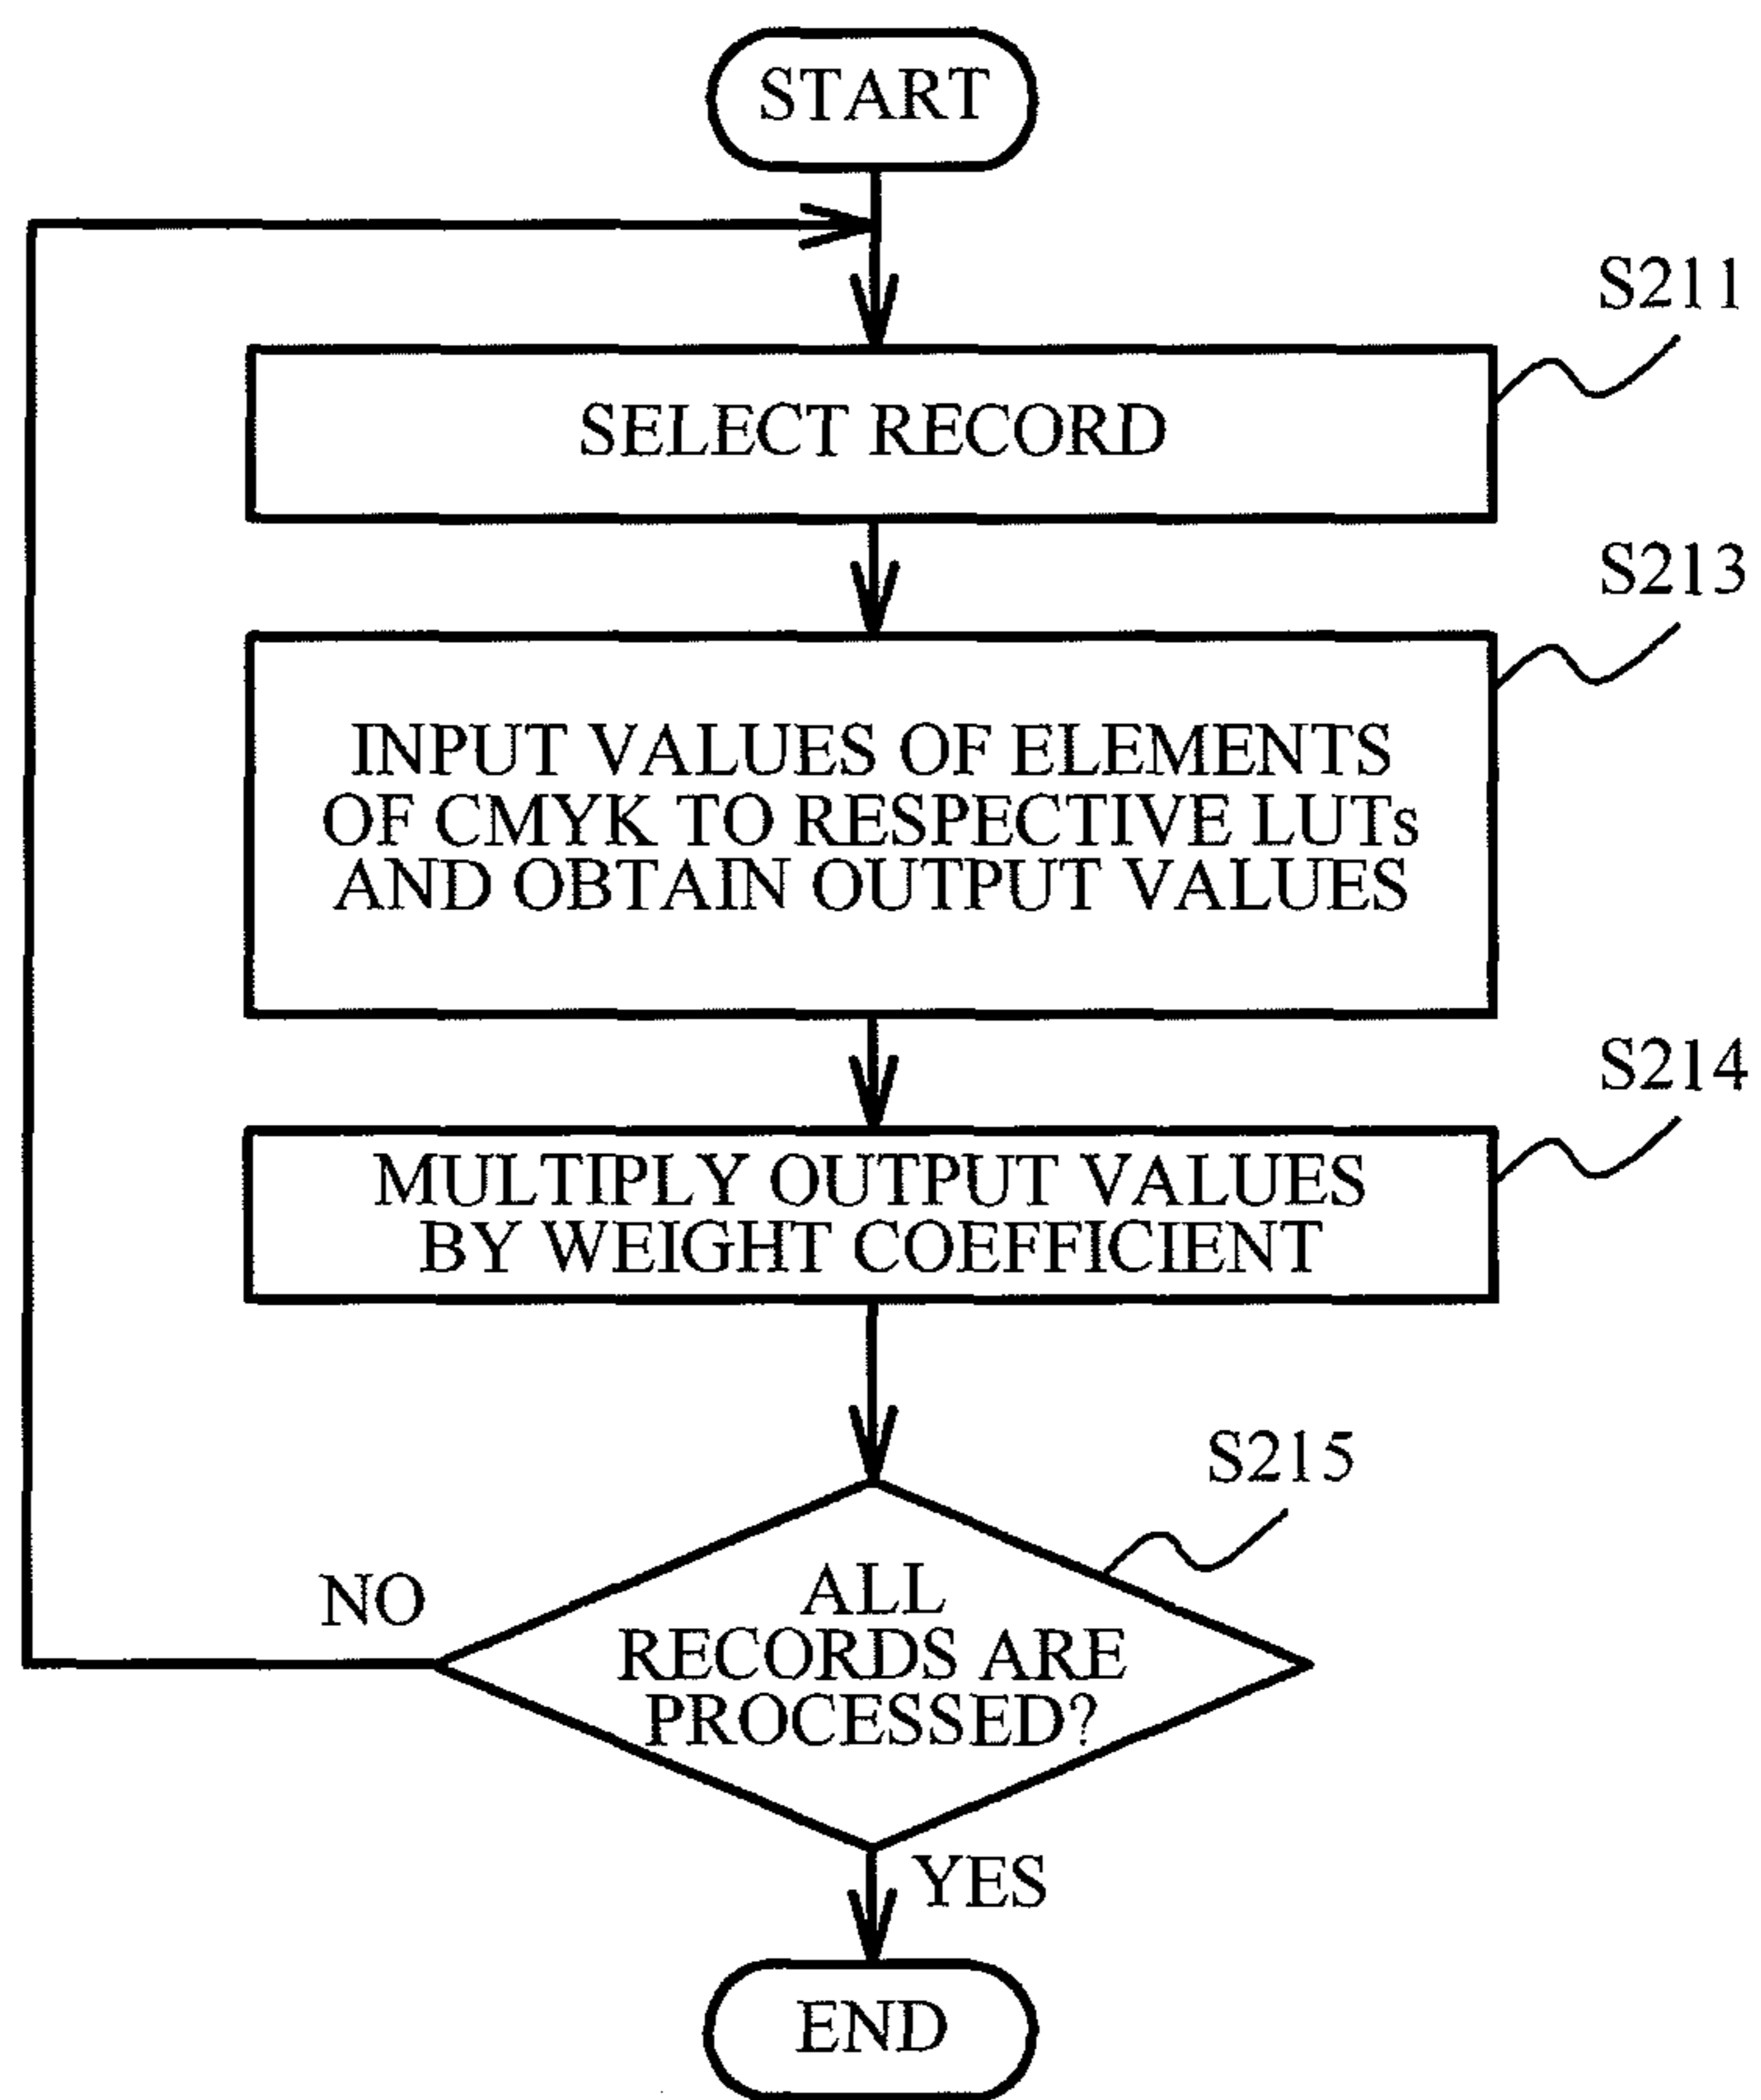 START
S211
SELECT RECORD
S213
INPUT VALUES OF ELEMENTS
OF CMYK TO RESPECTIVE LUTs
AND OBTAIN OUTPUT VALUES
S214
MULTIPLY OUTPUT VALUES
BY WEIGHT COEFFICIENT
S215
NO
ALL
RECORDS ARE
PROCESSED?
YES
END